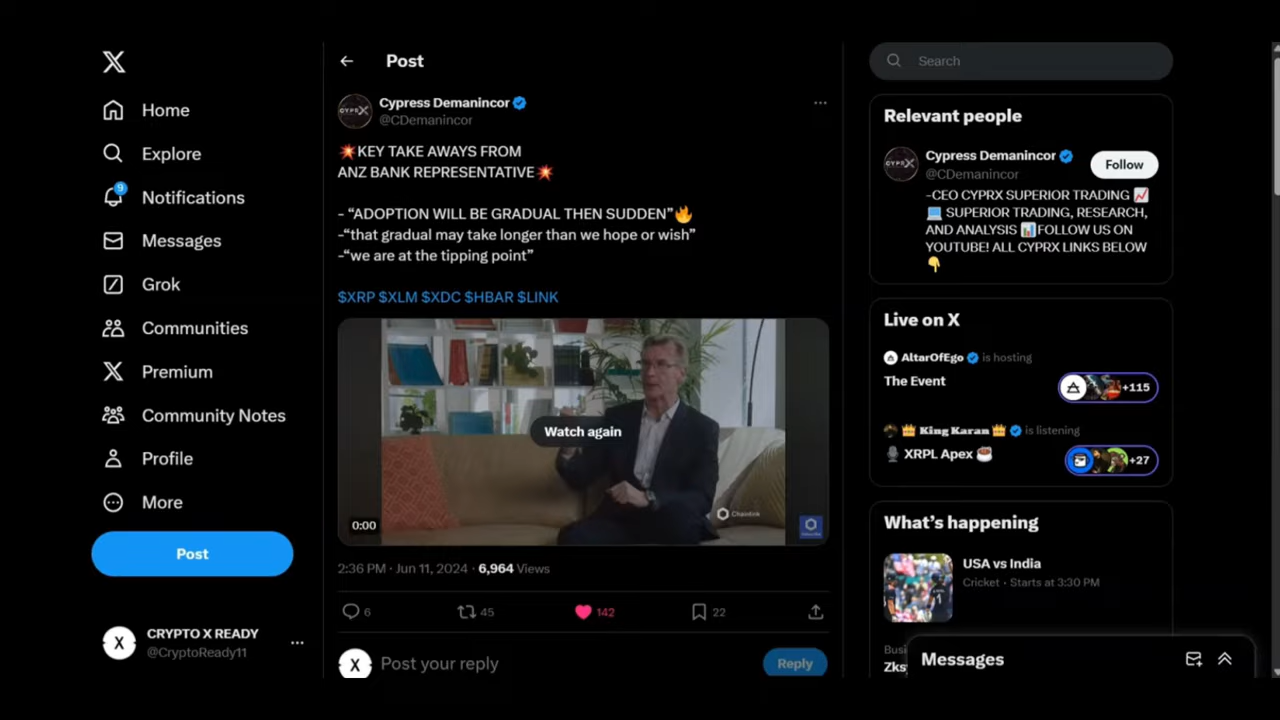 Post
Search
Home
Explore
9
Notifications
Messages
Grok
Communities
Premium
Community Notes
Profile
More
Post
CRYPTO X READY
@CryptoReady11
X
CYPRX
Cypress Demanincor
@CDemanincor
💥KEY TAKE AWAYS FROM
ANZ BANK REPRESENTATIVE💥
- “ADOPTION WILL BE GRADUAL THEN SUDDEN”🔥
-“that gradual may take longer than we hope or wish”
-“we are at the tipping point”
$XRP $XLM $XDC $HBAR $LINK
Watch again
Chainlink
0:00
2:36 PM · Jun 11, 2024 · 6,964 Views
6 45 142 22
X
Post your reply
Reply
Relevant people
CYPRX
Cypress Demanincor
@CDemanincor
Follow
-CEO CYPRX SUPERIOR TRADING 📈
💻 SUPERIOR TRADING, RESEARCH,
AND ANALYSIS 📊FOLLOW US ON
YOUTUBE! ALL CYPRX LINKS BELOW
👇
Live on X
AltarOfEgo is hosting
The Event
+115
👑 King Karan 👑 is listening
🎙️ XRPL Apex ☕
+27
What’s happening
USA vs India
Cricket · Starts at 3:30 PM
Busi
Zks
Messages